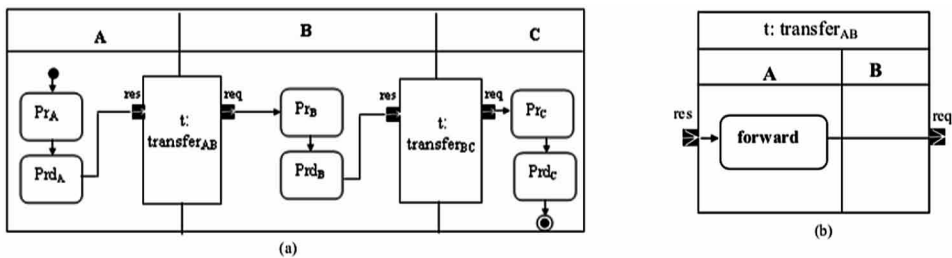 A
B
C
res
req
res
req
Pr_A
Prd_A
t:
transfer_AB
Pr_B
Prd_B
t:
transfer_BC
Pr_C
Prd_C
(a)
t: transfer_AB
A
B
res
forward
req
(b)